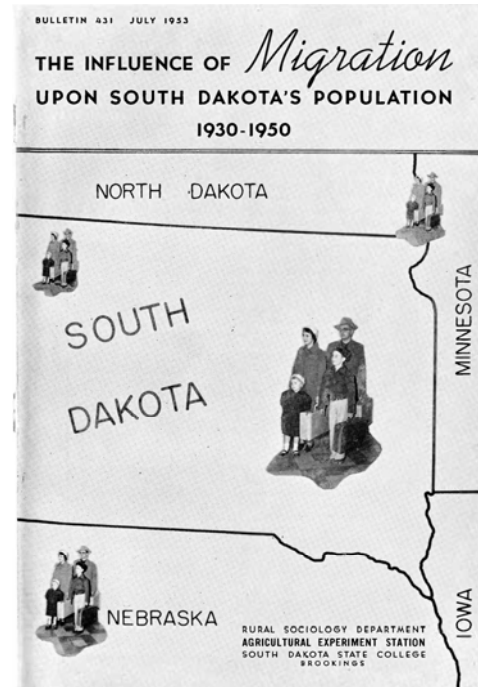 BULLETIN 431 JULY 1953
THE INFLUENCE OF Migration
UPON SOUTH DAKOTA'S POPULATION
1930-1950
NORTH DAKOTA
SOUTH
DAKOTA
MINNESOTA
NEBRASKA
IOWA
RURAL SOCIOLOGY DEPARTMENT
AGRICULTURAL EXPERIMENT STATION
SOUTH DAKOTA STATE COLLEGE
BROOKINGS